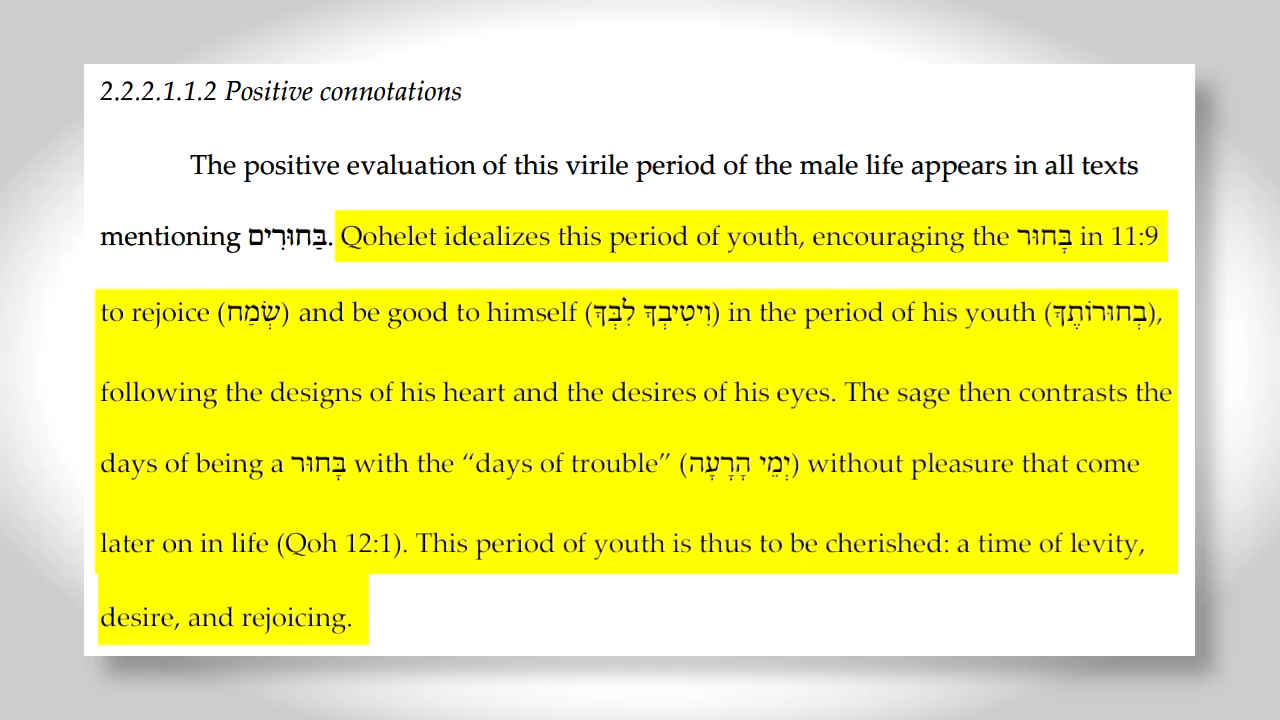 2.2.2.1.1.2 Positive connotations
The positive evaluation of this virile period of the male life appears in all texts
mentioning בַּחוּרִים. Qohelet idealizes this period of youth, encouraging the בָּחוּר in 11:9
to rejoice (שְׂמַח) and be good to himself (וִיטִיבְךָ לִבְּךָ) in the period of his youth (בְחוּרוֹתֶךָ),
following the designs of his heart and the desires of his eyes. The sage then contrasts the
days of being a בָּחוּר with the “days of trouble” (יְמֵי הָרָעָה) without pleasure that come
later on in life (Qoh 12:1). This period of youth is thus to be cherished: a time of levity,
desire, and rejoicing.